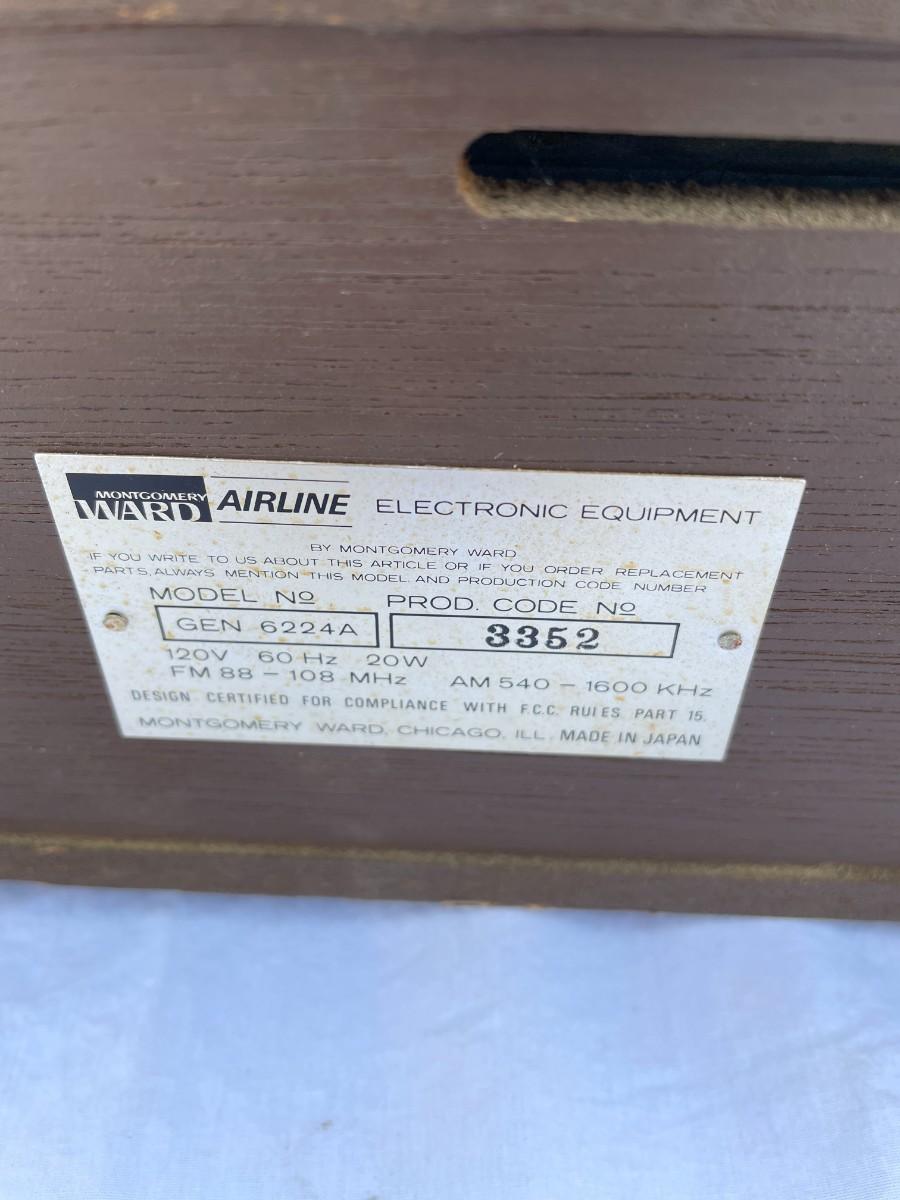 MONTGOMERY WARD AIRLINE ELECTRONIC EQUIPMENT
BY MONTGOMERY WARD
IF YOU WRITE TO US ABOUT THIS ARTICLE OR IF YOU ORDER REPLACEMENT
PARTS, ALWAYS MENTION THIS MODEL AND PRODUCTION CODE NUMBER
MODEL Nº PROD. CODE Nº
GEN 6224A 3352
120V 60 Hz 20W
FM 88 – 108 MHz AM 540 – 1600 KHz
DESIGN CERTIFIED FOR COMPLIANCE WITH F.C.C. RULES PART 15.
MONTGOMERY WARD, CHICAGO, ILL. MADE IN JAPAN